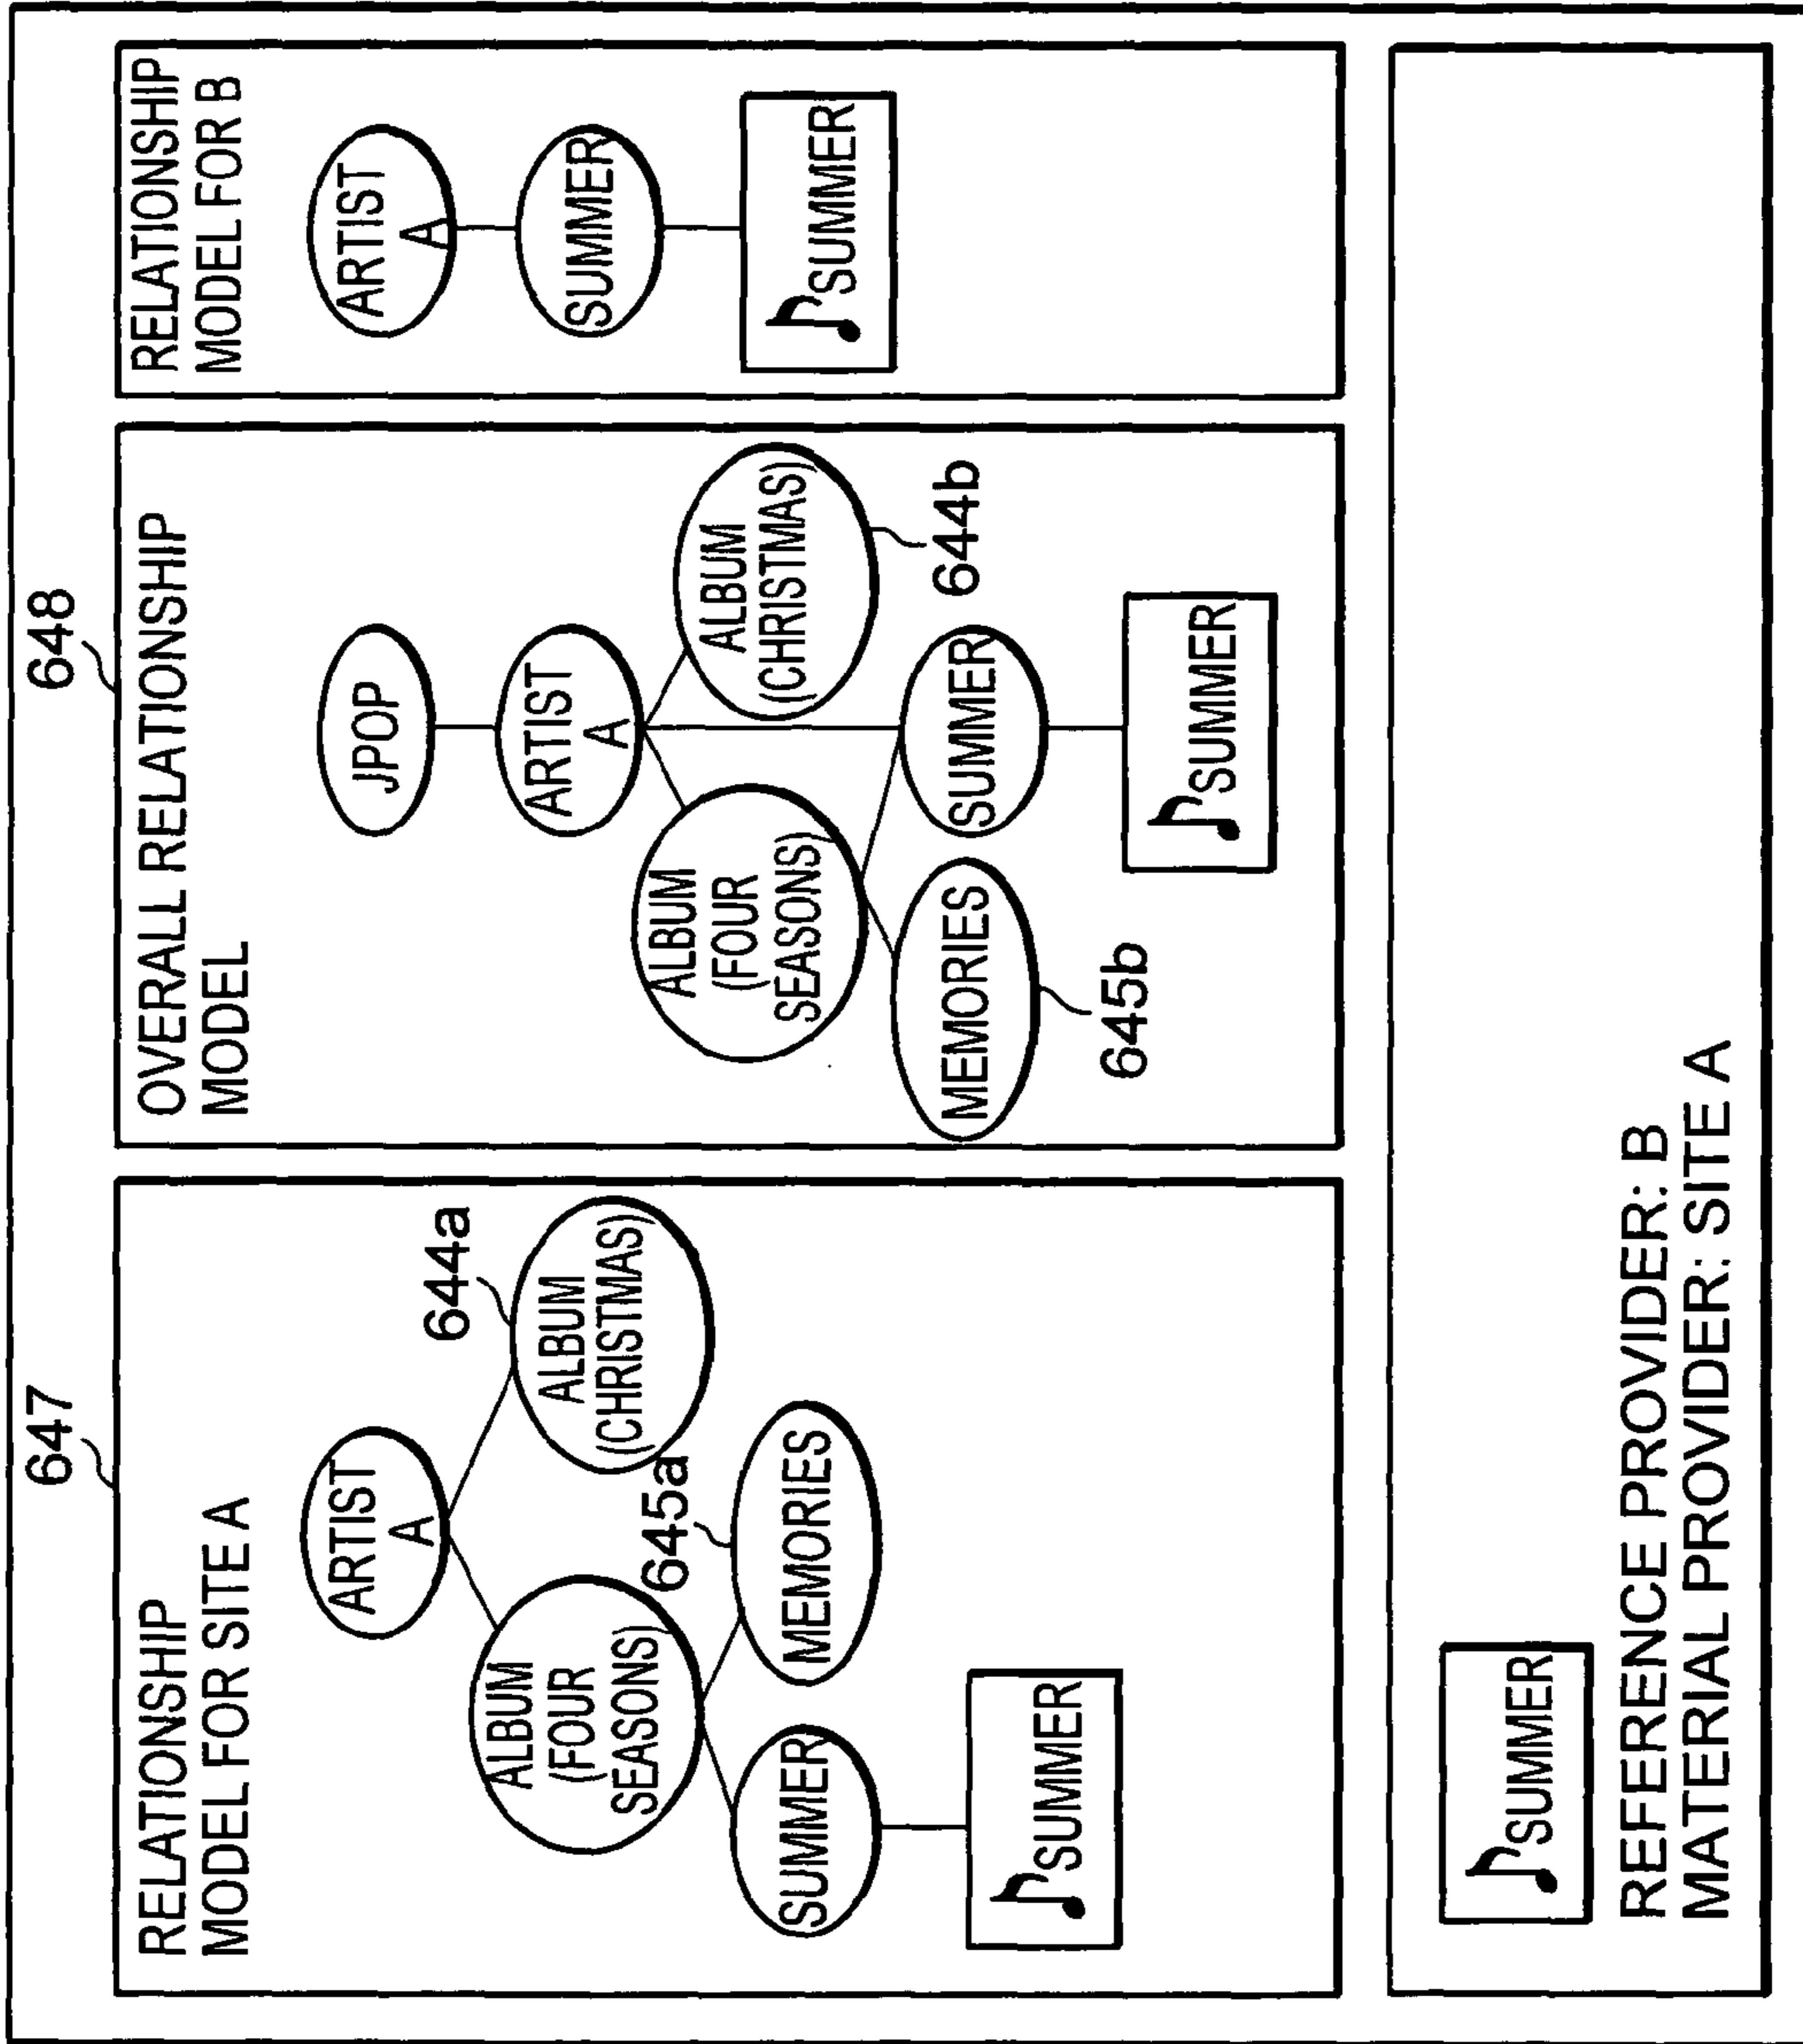 647
RELATIONSHIP
MODEL FOR SITE A
ARTIST
A
644a
ALBUM
(FOUR
SEASONS)
ALBUM
(CHRISTMAS)
645a
SUMMER
MEMORIES
SUMMER
648
OVERALL RELATIONSHIP
MODEL
JPOP
ARTIST
A
ALBUM
(FOUR
SEASONS)
ALBUM
(CHRISTMAS)
644b
MEMORIES
SUMMER
645b
SUMMER
RELATIONSHIP
MODEL FOR B
ARTIST
A
SUMMER
SUMMER
SUMMER
REFERENCE PROVIDER: B
MATERIAL PROVIDER: SITE A